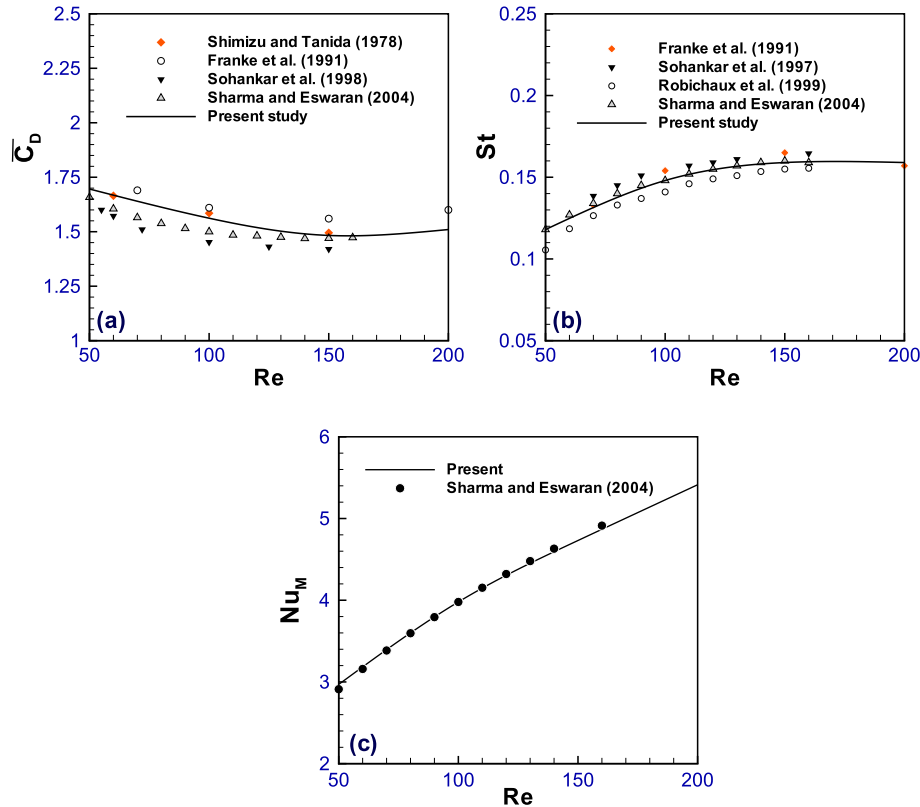 2.5
2.25
2
1.75
1.5
1.25
1
C̅D
Shimizu and Tanida (1978)
Franke et al. (1991)
Sohankar et al. (1998)
Sharma and Eswaran (2004)
Present study
(a)
50 100 150 200
Re
0.25
0.2
0.15
0.1
0.05
St
Franke et al. (1991)
Sohankar et al. (1997)
Robichaux et al. (1999)
Sharma and Eswaran (2004)
Present study
(b)
50 100 150 200
Re
6
5
4
3
2
NuM
Present
Sharma and Eswaran (2004)
(c)
50 100 150 200
Re